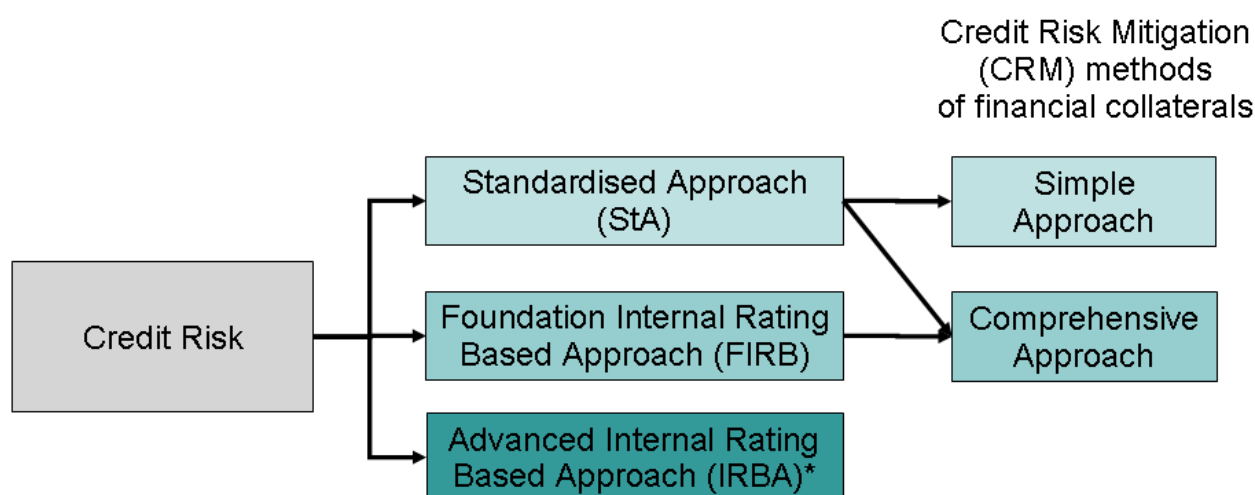 Credit Risk Mitigation
(CRM) methods
of financial collaterals
Standardised Approach
(StA)
Simple
Approach
Credit Risk
Foundation Internal Rating
Based Approach (FIRB)
Comprehensive
Approach
Advanced Internal Rating
Based Approach (IRBA)*